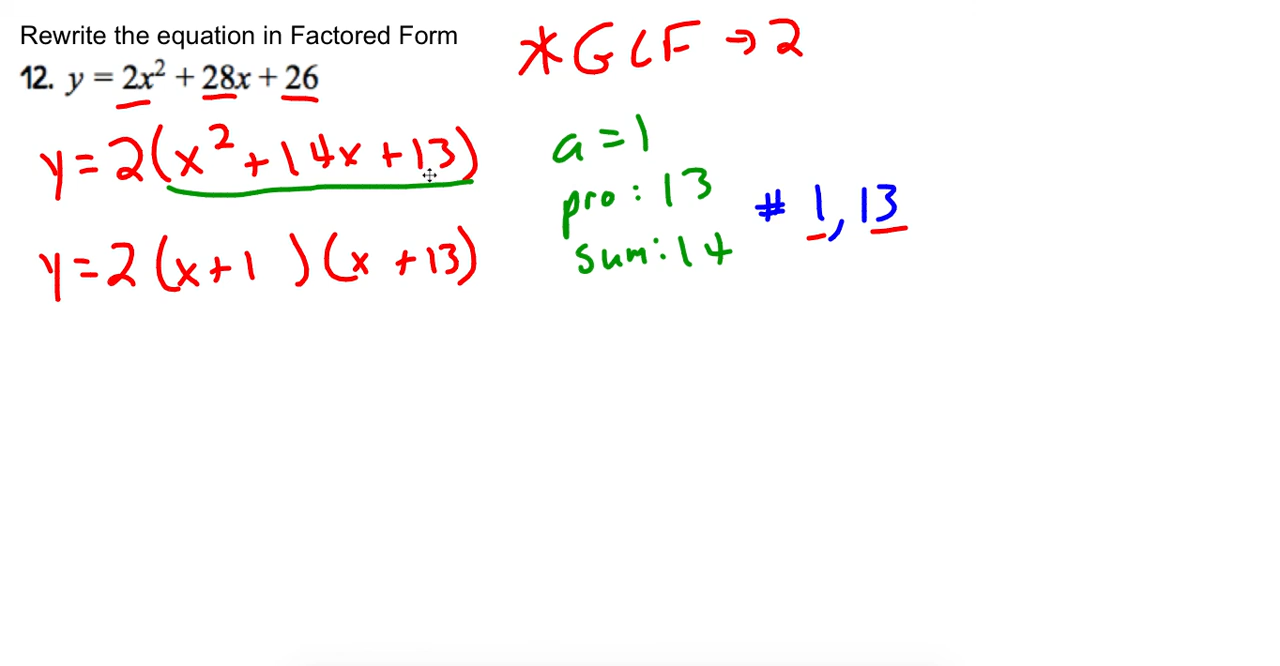 Rewrite the equation in Factored Form
12. y = 2x² + 28x + 26
* GCF → 2
y = 2(x² + 14x + 13)
y = 2(x + 1)(x + 13)
a = 1
pro: 13
sum: 14
# 1, 13